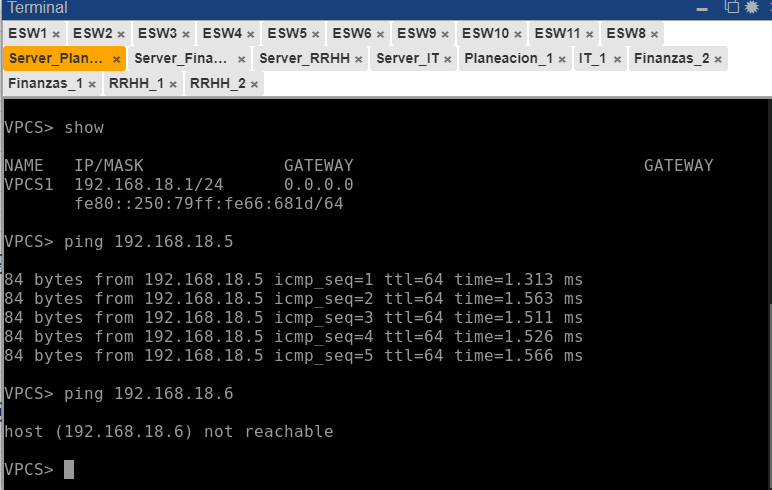 Terminal
ESW1 × ESW2 × ESW3 × ESW4 × ESW5 × ESW6 × ESW9 × ESW10 × ESW11 × ESW8 ×
Server_Plan... × Server_Fina... × Server_RRHH × Server_IT × Planeacion_1 × IT_1 × Finanzas_2 ×
Finanzas_1 × RRHH_1 × RRHH_2 ×
VPCS> show
NAME IP/MASK GATEWAY GATEWAY
VPCS1 192.168.18.1/24 0.0.0.0
fe80::250:79ff:fe66:681d/64
VPCS> ping 192.168.18.5
84 bytes from 192.168.18.5 icmp_seq=1 ttl=64 time=1.313 ms
84 bytes from 192.168.18.5 icmp_seq=2 ttl=64 time=1.563 ms
84 bytes from 192.168.18.5 icmp_seq=3 ttl=64 time=1.511 ms
84 bytes from 192.168.18.5 icmp_seq=4 ttl=64 time=1.526 ms
84 bytes from 192.168.18.5 icmp_seq=5 ttl=64 time=1.566 ms
VPCS> ping 192.168.18.6
host (192.168.18.6) not reachable
VPCS>